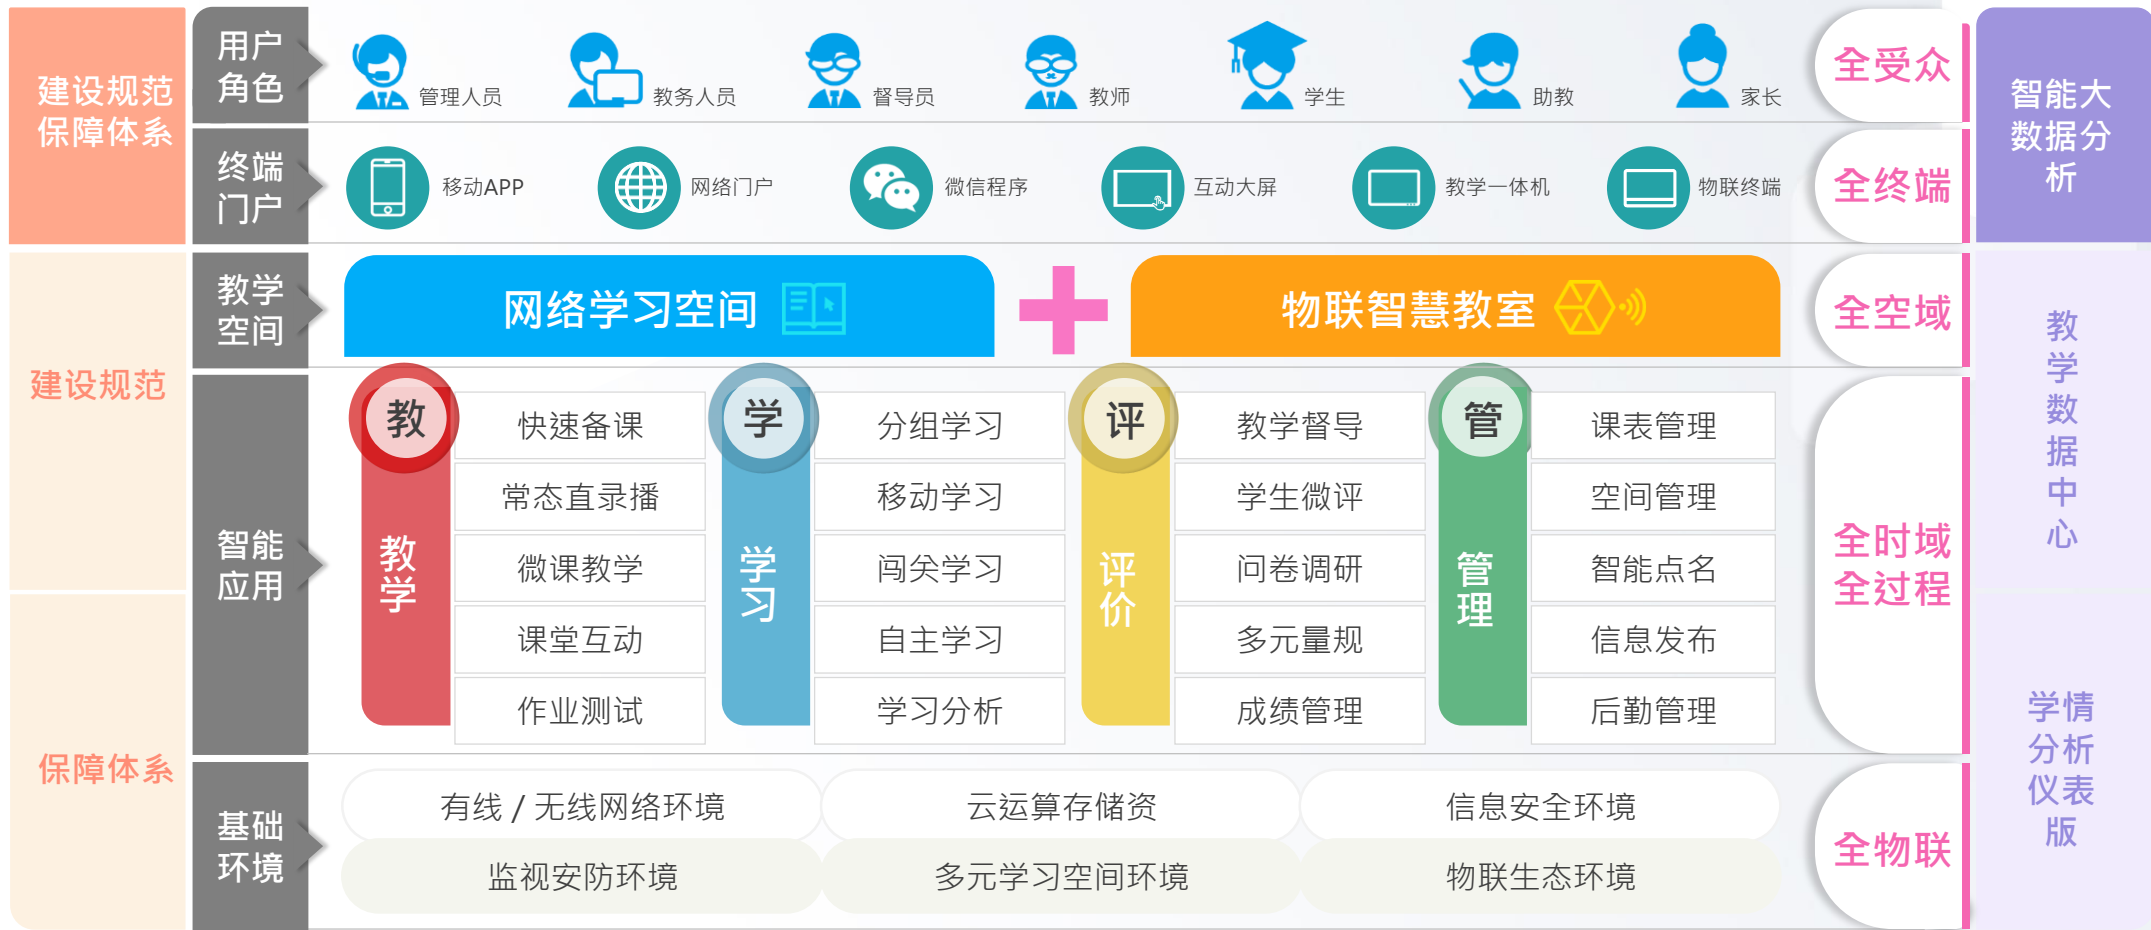 建设规范
保障体系
建设规范
保障体系
用户
角色
管理人员
教务人员
督导员
教师
学生
助教
家长
全受众
终端
门户
移动APP
网络门户
微信程序
互动大屏
教学一体机
物联终端
全终端
教学
空间
网络学习空间
物联智慧教室
全空域
智能
应用
教
教
学
快速备课
常态直录播
微课教学
课堂互动
作业测试
学
学
习
分组学习
移动学习
闯关学习
自主学习
学习分析
评
评
价
教学督导
学生微评
问卷调研
多元量规
成绩管理
管
管
理
课表管理
空间管理
智能点名
信息发布
后勤管理
全时域
全过程
基础
环境
有线 / 无线网络环境
云运算存储资
信息安全环境
监视安防环境
多元学习空间环境
物联生态环境
全物联
智能大
数据分
析
教
学
数
据
中
心
学情
分析
仪表
版